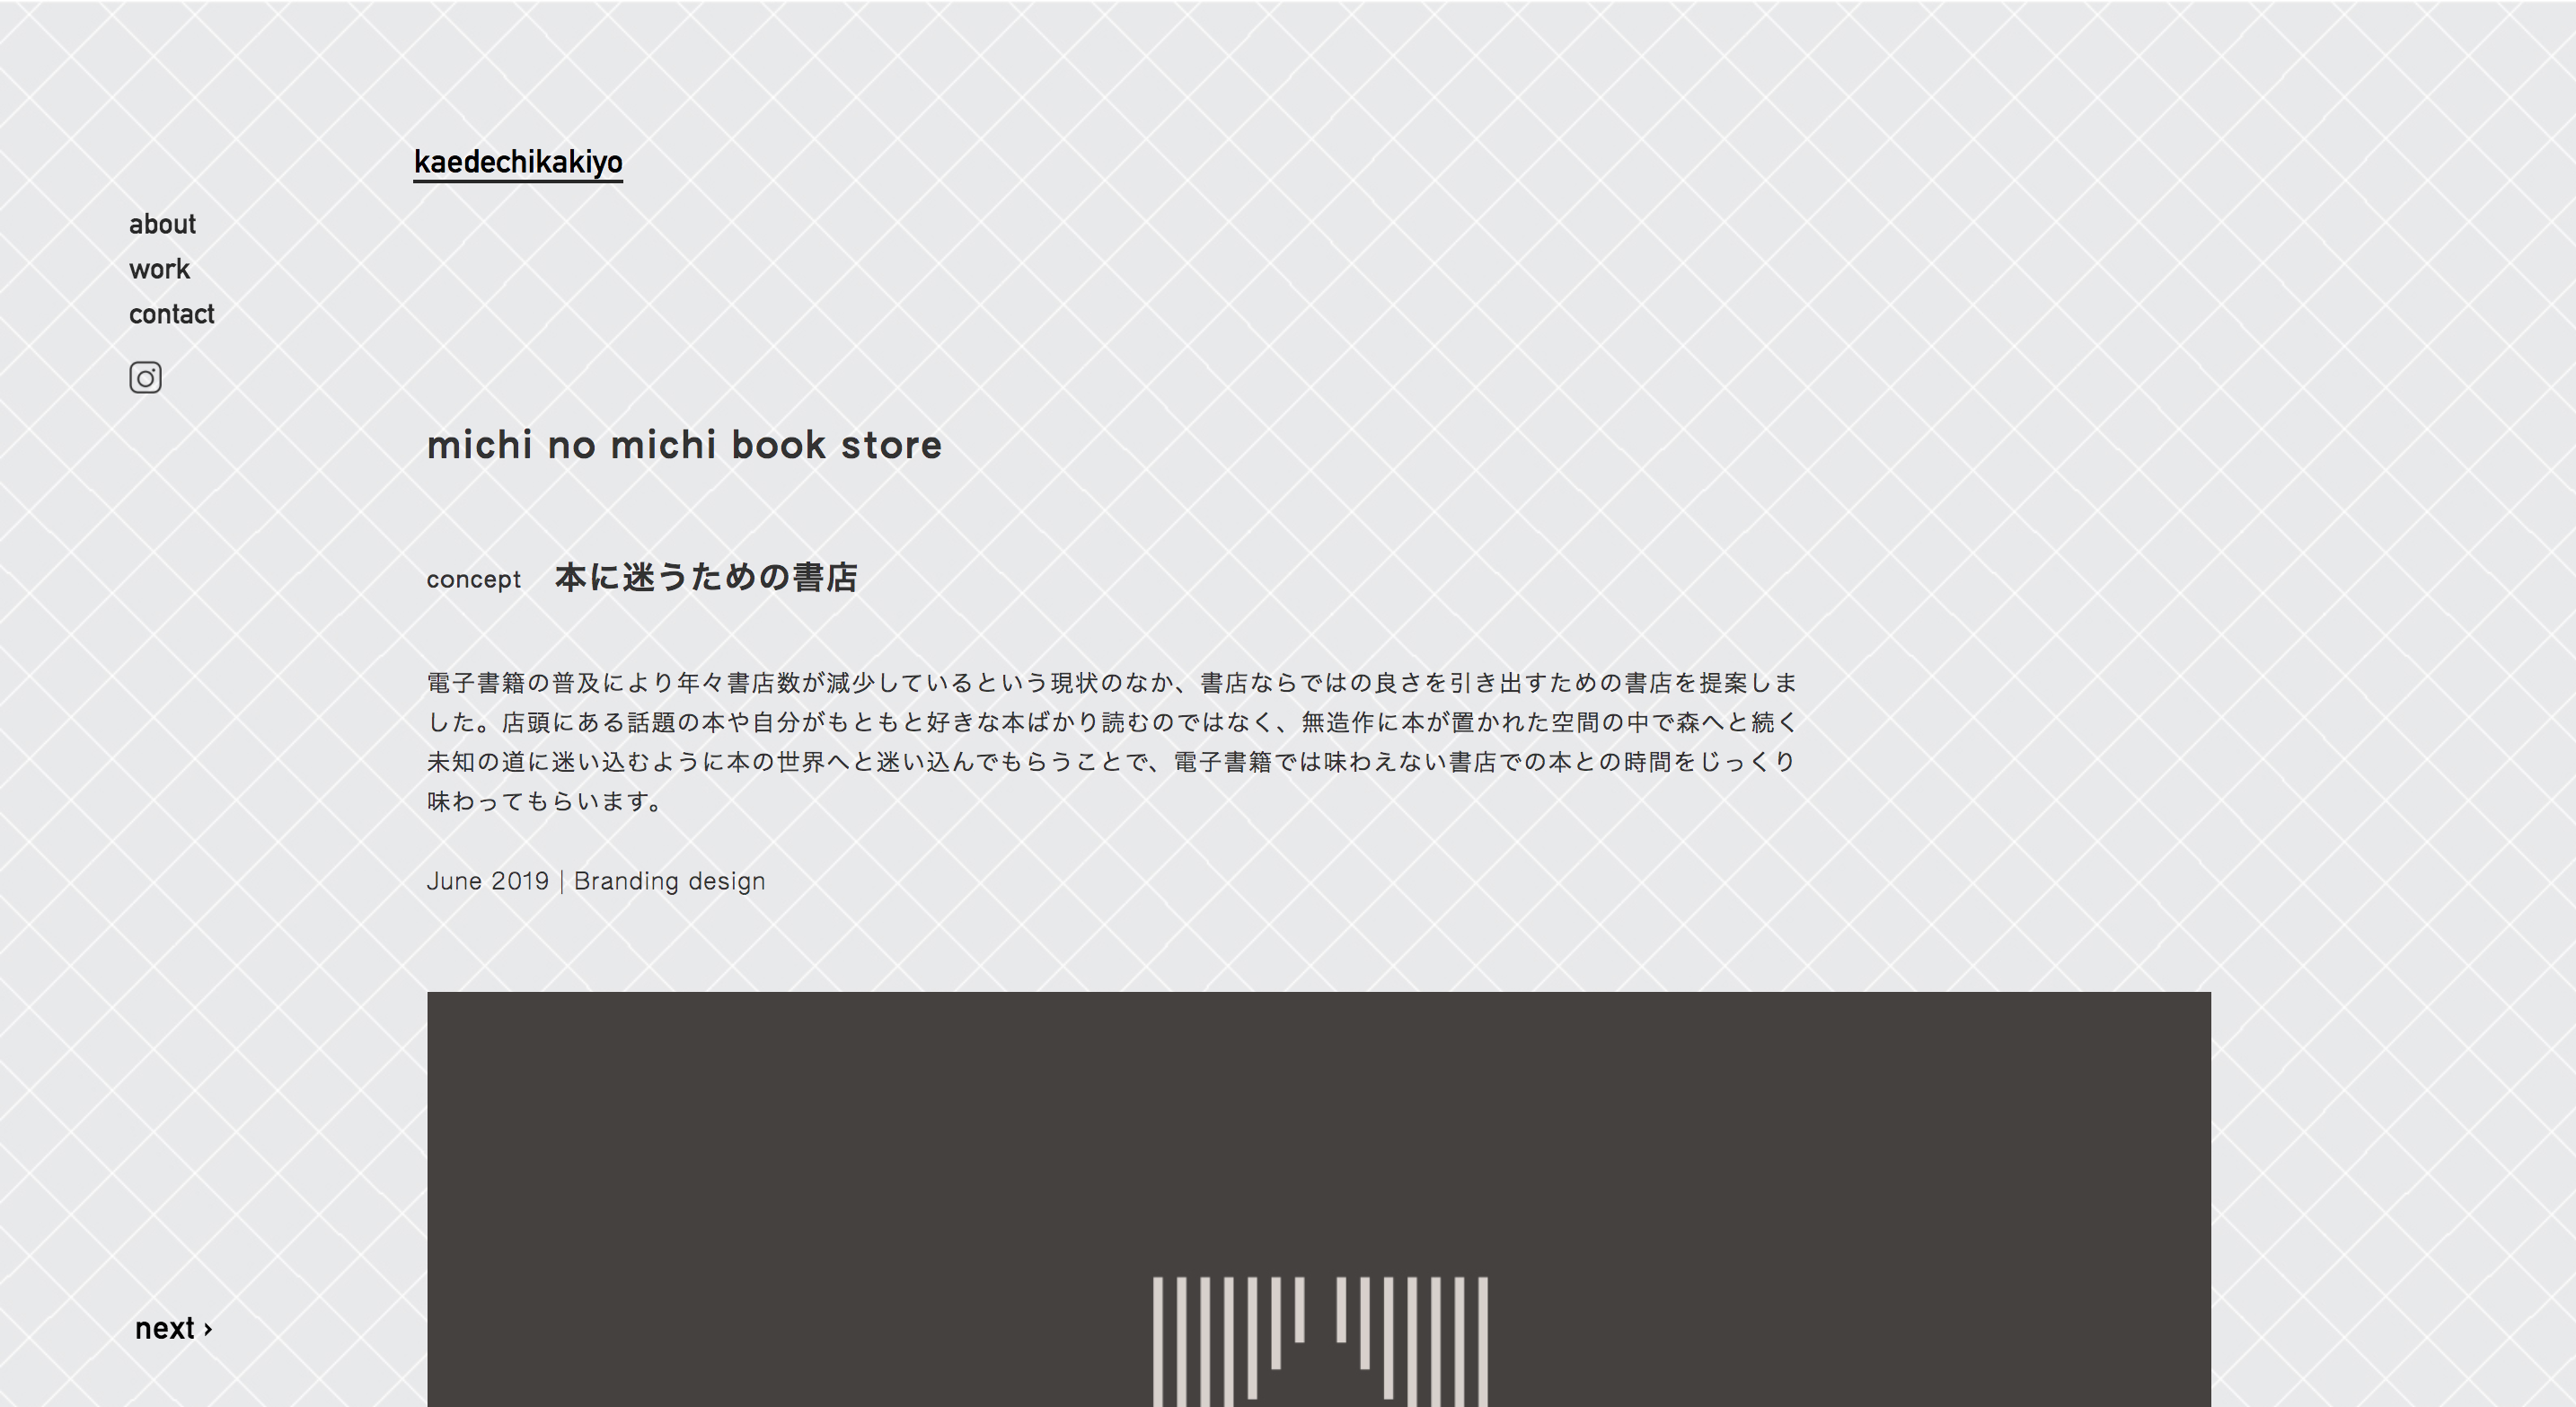 kaedechikakiyo
about
work
contact
michi no michi book store
concept 本に迷うための書店
電子書籍の普及により年々書店数が減少しているという現状のなか、書店ならではの良さを引き出すための書店を提案しま
した。店頭にある話題の本や自分がもともと好きな本ばかり読むのではなく、無造作に本が置かれた空間の中で森へと続く
未知の道に迷い込むように本の世界へと迷い込んでもらうことで、電子書籍では味わえない書店での本との時間をじっくり
味わってもらいます。
June 2019 | Branding design
next ›